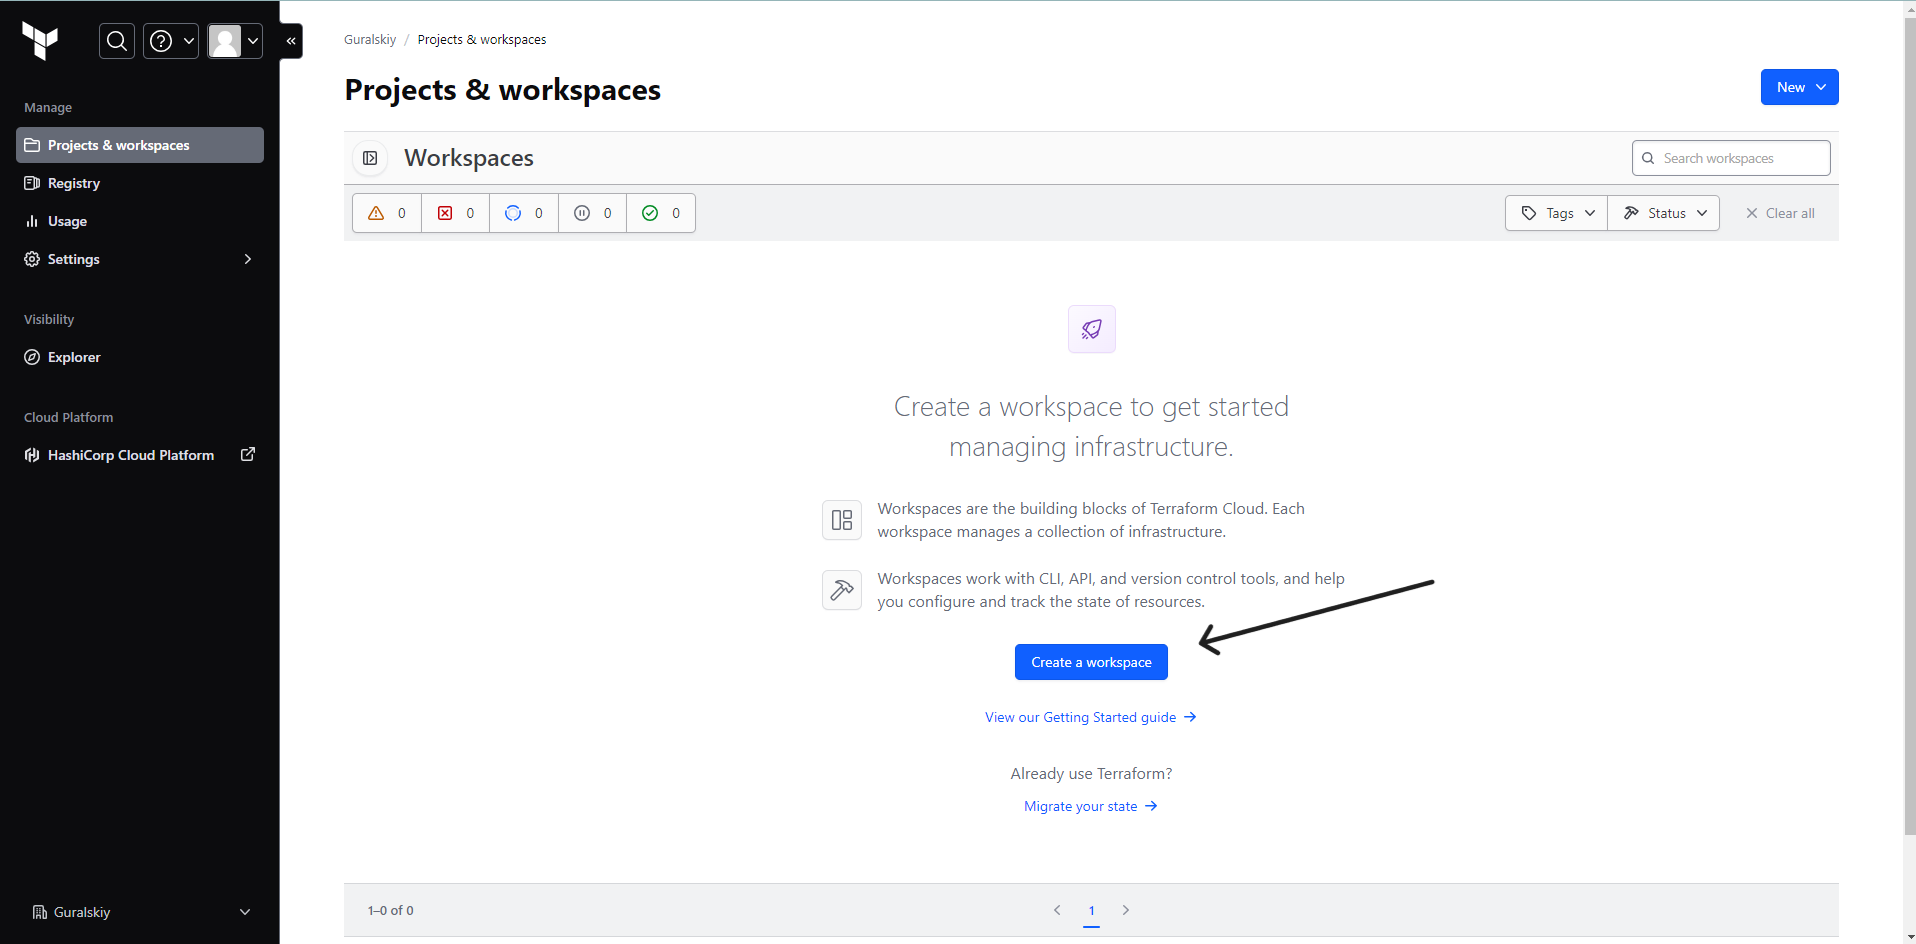 Manage
Projects & workspaces
Registry
Usage
Settings
Visibility
Explorer
Cloud Platform
HashiCorp Cloud Platform
Guralskiy
Guralskiy / Projects & workspaces
Projects & workspaces
New
Workspaces
Search workspaces
0 0 0 0 0
Tags Status Clear all
Create a workspace to get started
managing infrastructure.
Workspaces are the building blocks of Terraform Cloud. Each
workspace manages a collection of infrastructure.
Workspaces work with CLI, API, and version control tools, and help
you configure and track the state of resources.
Create a workspace
View our Getting Started guide
Already use Terraform?
Migrate your state
1–0 of 0
1